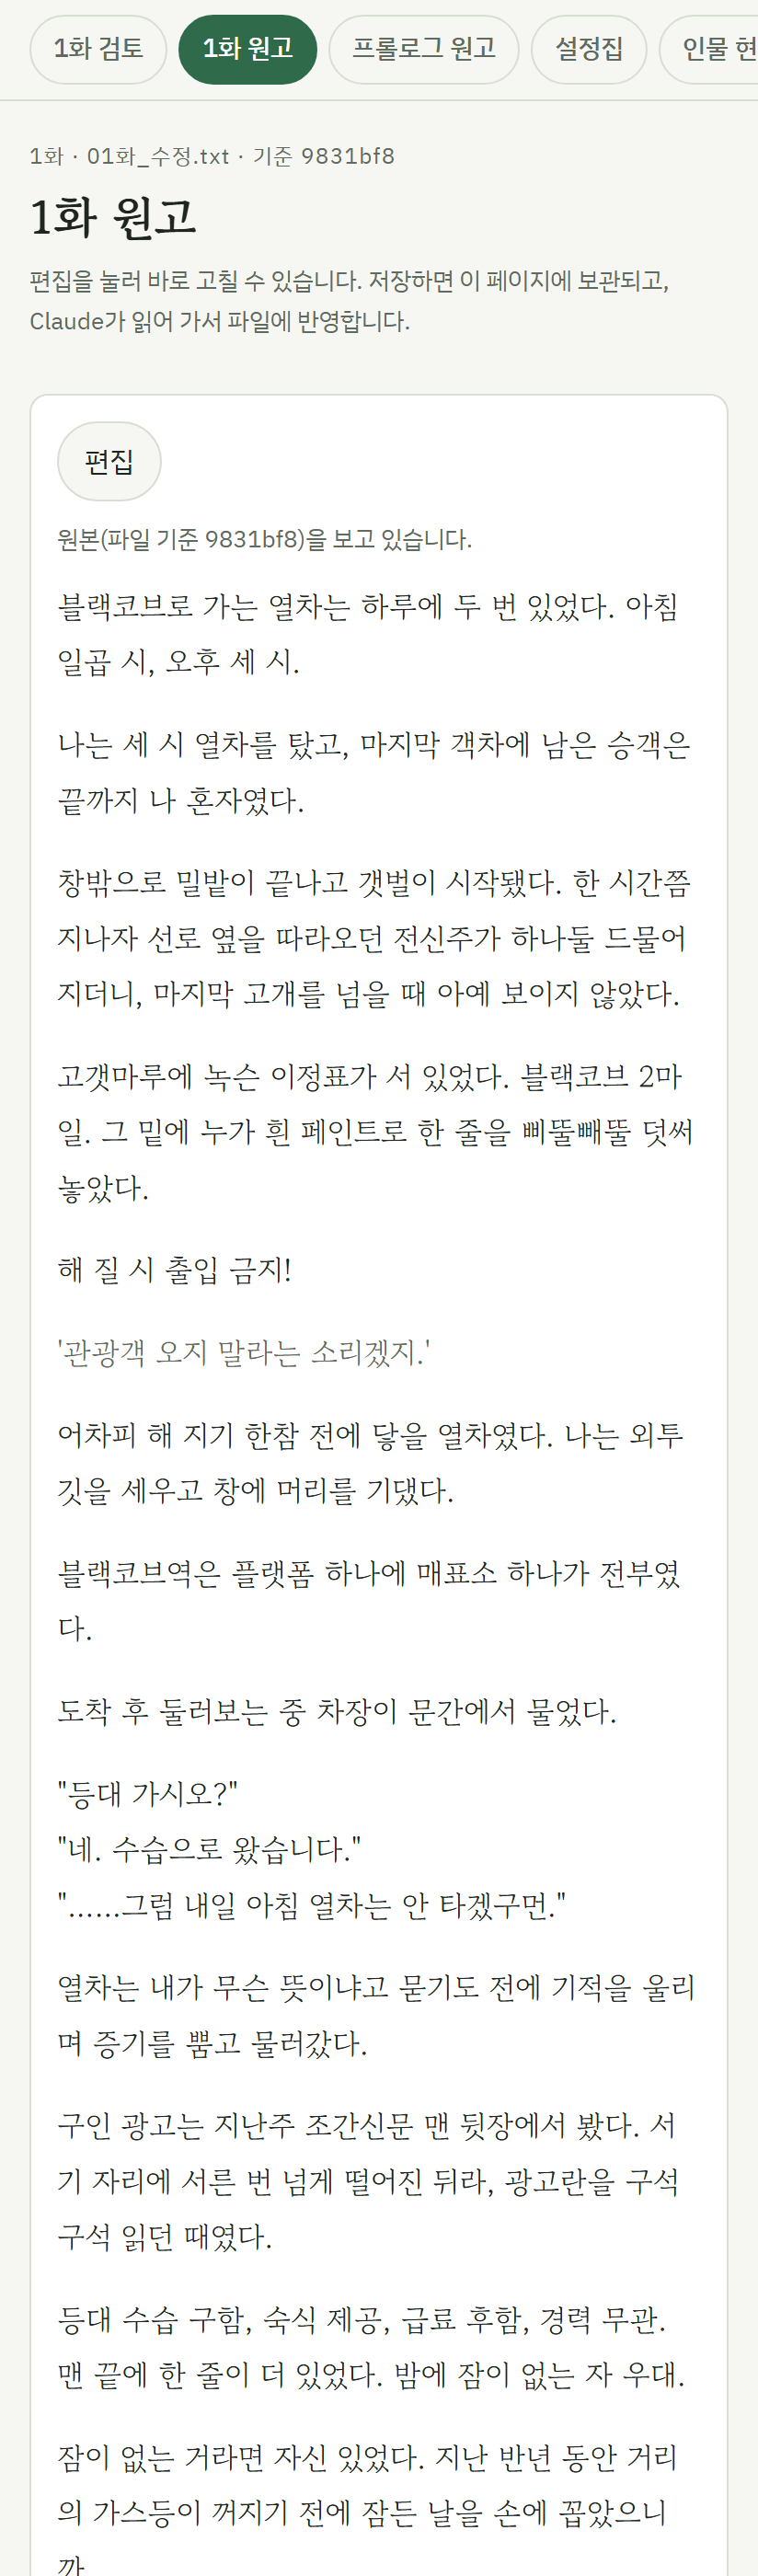 1화 검토
1화 원고
프롤로그 원고
설정집
인물 현
1화 · 01화_수정.txt · 기준 9831bf8
1화 원고
편집을 눌러 바로 고칠 수 있습니다. 저장하면 이 페이지에 보관되고,
Claude가 읽어 가서 파일에 반영합니다.
편집
원본(파일 기준 9831bf8)을 보고 있습니다.
블랙코브로 가는 열차는 하루에 두 번 있었다. 아침
일곱 시, 오후 세 시.
나는 세 시 열차를 탔고, 마지막 객차에 남은 승객은
끝까지 나 혼자였다.
창밖으로 밀밭이 끝나고 갯벌이 시작됐다. 한 시간쯤
지나자 선로 옆을 따라오던 전신주가 하나둘 드물어
지더니, 마지막 고개를 넘을 때 아예 보이지 않았다.
고갯마루에 녹슨 이정표가 서 있었다. 블랙코브 2마
일. 그 밑에 누가 흰 페인트로 한 줄을 삐뚤빼뚤 덧써
놓았다.
해 질 시 출입 금지!
'관광객 오지 말라는 소리겠지.'
어차피 해 지기 한참 전에 닿을 열차였다. 나는 외투
깃을 세우고 창에 머리를 기댔다.
블랙코브역은 플랫폼 하나에 매표소 하나가 전부였
다.
도착 후 둘러보는 중 차장이 문간에서 물었다.
"등대 가시오?"
"네. 수습으로 왔습니다."
"……그럼 내일 아침 열차는 안 타겠구먼."
열차는 내가 무슨 뜻이냐고 묻기도 전에 기적을 울리
며 증기를 뿜고 물러갔다.
구인 광고는 지난주 조간신문 맨 뒷장에서 봤다. 서
기 자리에 서른 번 넘게 떨어진 뒤라, 광고란을 구석
구석 읽던 때였다.
등대 수습 구함, 숙식 제공, 급료 후함, 경력 무관.
맨 끝에 한 줄이 더 있었다. 밤에 잠이 없는 자 우대.
잠이 없는 거라면 자신 있었다. 지난 반년 동안 거리
의 가스등이 꺼지기 전에 잠든 날을 손에 꼽았으니
까